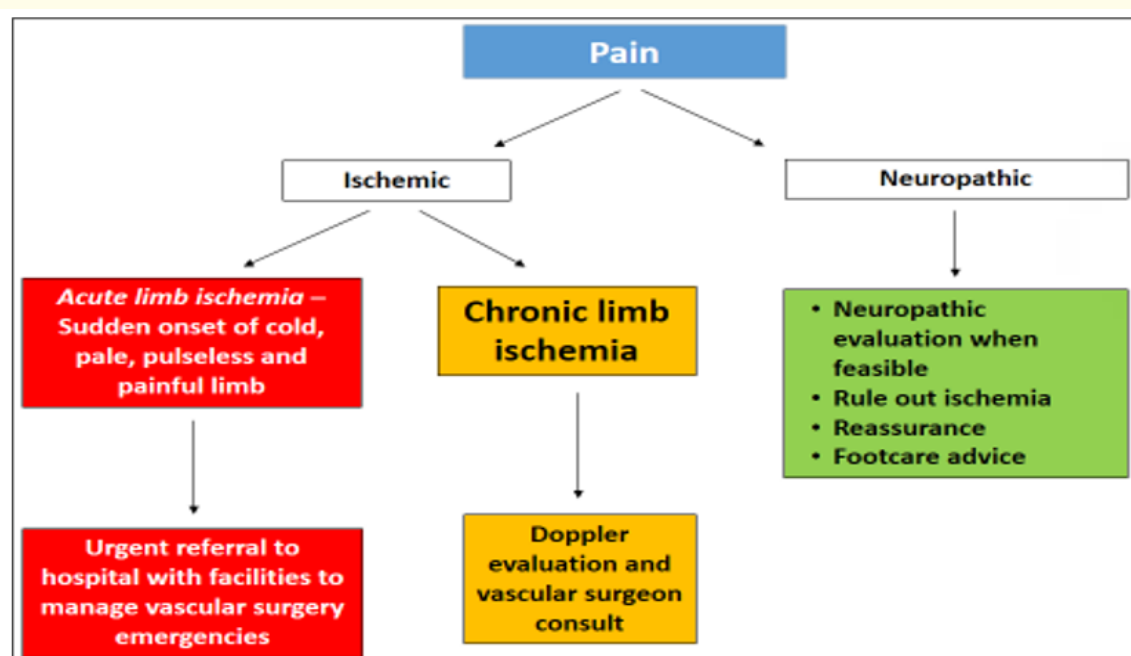 Pain
Ischemic
Neuropathic
Acute limb ischemia –
Sudden onset of cold,
pale, pulseless and
painful limb
Chronic limb
ischemia
• Neuropathic
evaluation when
feasible
• Rule out ischemia
• Reassurance
• Footcare advice
Urgent referral to
hospital with facilities to
manage vascular surgery
emergencies
Doppler
evaluation and
vascular surgeon
consult